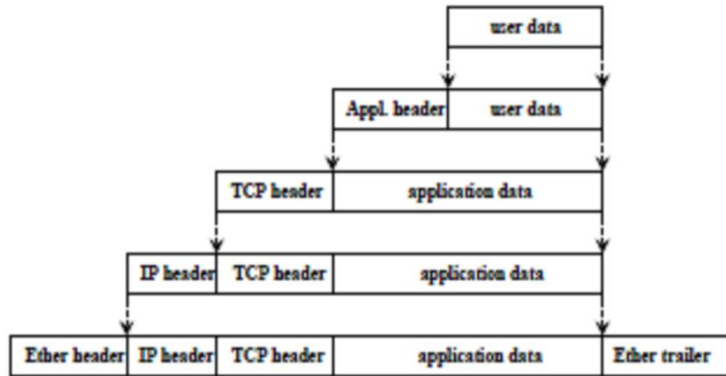 user data
Appl. header user data
TCP header application data
IP header TCP header application data
Ether header IP header TCP header application data Ether trailer